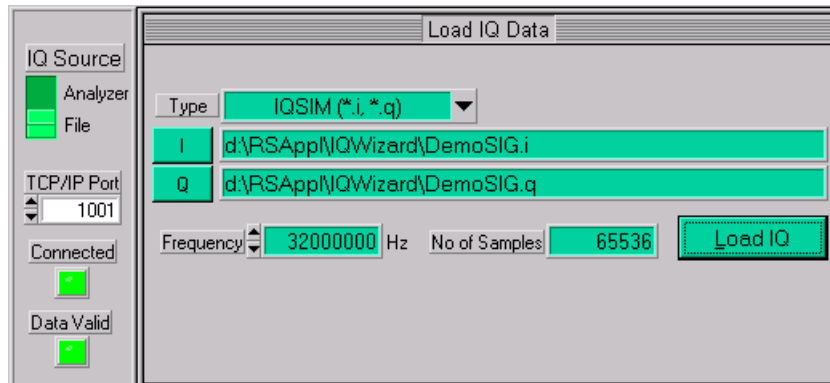 Load IQ Data
IQ Source
Analyzer
File
Type IQSIM (*.i, *.q)
I d:\RSAppl\IQWizard\DemoSIG.i
Q d:\RSAppl\IQWizard\DemoSIG.q
TCP/IP Port
1001
Frequency 32000000 Hz No of Samples 65536 Load IQ
Connected
Data Valid